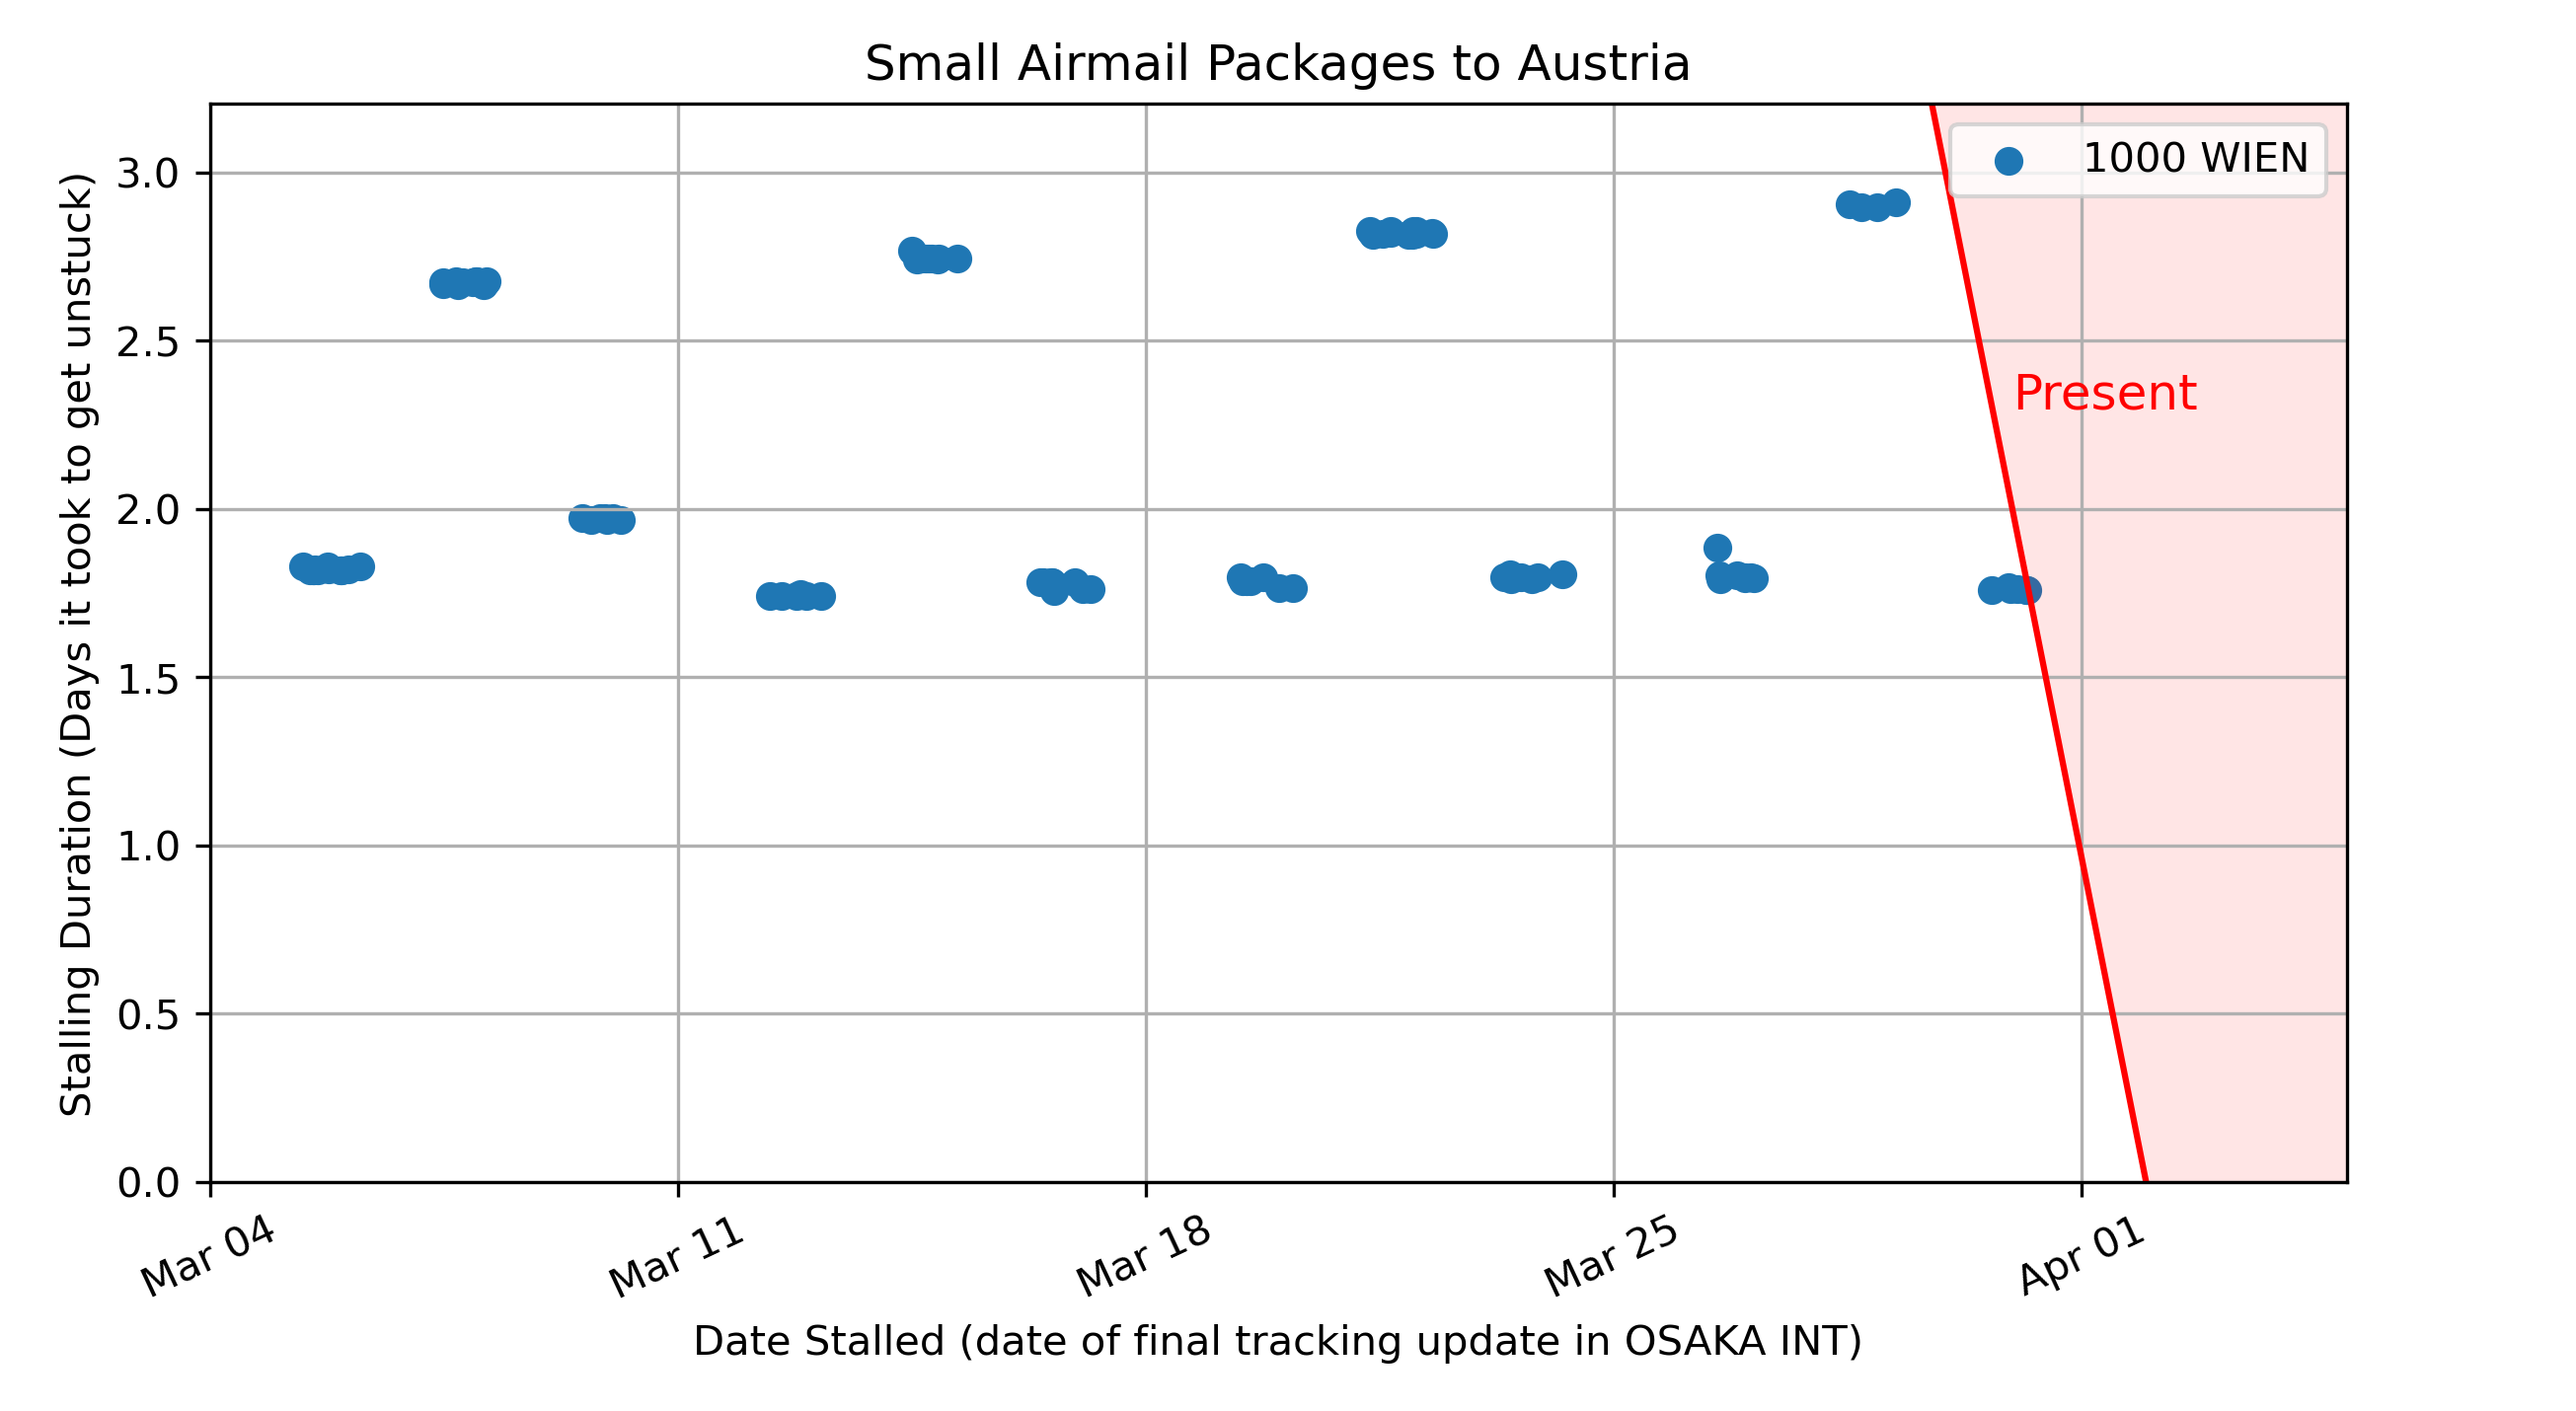 Small Airmail Packages to Austria
1000 WIEN
Present
Stalling Duration (Days it took to get unstuck)
3.0
2.5
2.0
1.5
1.0
0.5
0.0
Mar 04
Mar 11
Mar 18
Mar 25
Apr 01
Date Stalled (date of final tracking update in OSAKA INT)